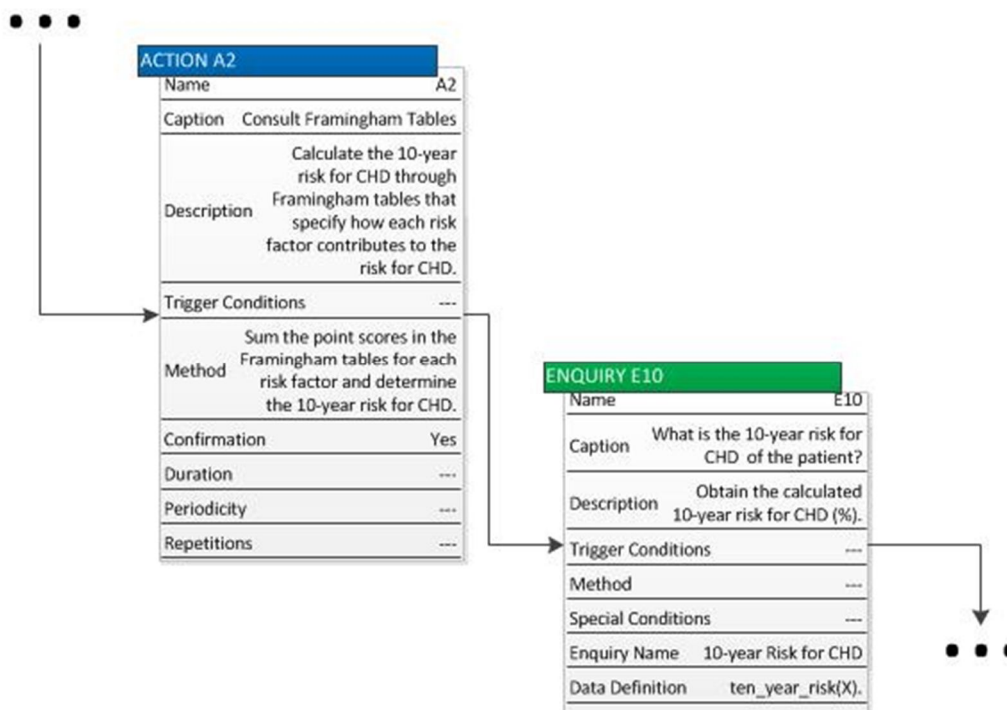 ACTION A2
Name A2
Caption Consult Framingham Tables
Calculate the 10-year
risk for CHD through
Framingham tables that
Description specify how each risk
factor contributes to the
risk for CHD.
Trigger Conditions ---
Sum the point scores in the
Framingham tables for each
Method risk factor and determine
the 10-year risk for CHD.
Confirmation Yes
Duration ---
Periodicity ---
Repetitions ---
ENQUIRY E10
Name E10
What is the 10-year risk for
Caption CHD of the patient?
Obtain the calculated
Description 10-year risk for CHD (%).
Trigger Conditions ---
Method ---
Special Conditions ---
Enquiry Name 10-year Risk for CHD
Data Definition ten_year_risk(X).